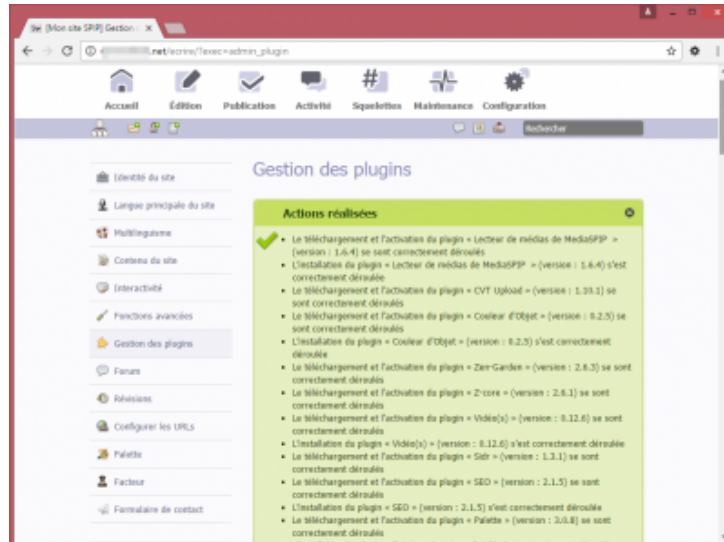 [Mon site SPIP] Gestion
.net/ecrire/?exec=admin_plugin
Accueil Édition Publication Activité Squelettes Maintenance Configuration
Rechercher
Gestion des plugins
Identité du site
Langue principale du site
Multilinguisme
Contenu du site
Interactivité
Fonctions avancées
Gestion des plugins
Forum
Révisions
Configurer les URLs
Palette
Facteur
Formulaire de contact
Actions réalisées
Le téléchargement et l'activation du plugin « Lecteur de médias de MediaSPIP »
(version : 1.6.4) se sont correctement déroulés
L'installation du plugin « Lecteur de médias de MediaSPIP » (version : 1.6.4) s'est
correctement déroulée
Le téléchargement et l'activation du plugin « CVT Upload » (version : 1.10.1) se
sont correctement déroulés
Le téléchargement et l'activation du plugin « Couleur d'Objet » (version : 0.2.5) se
sont correctement déroulés
L'installation du plugin « Couleur d'Objet » (version : 0.2.5) s'est correctement
déroulée
Le téléchargement et l'activation du plugin « Zen-Garden » (version : 2.8.3) se sont
correctement déroulés
Le téléchargement et l'activation du plugin « Z-core » (version : 2.8.1) se sont
correctement déroulés
Le téléchargement et l'activation du plugin « Vidéo(s) » (version : 0.12.6) se sont
correctement déroulés
L'installation du plugin « Vidéo(s) » (version : 0.12.6) s'est correctement déroulée
Le téléchargement et l'activation du plugin « Sidr » (version : 1.3.1) se sont
correctement déroulés
Le téléchargement et l'activation du plugin « SEO » (version : 2.1.5) se sont
correctement déroulés
L'installation du plugin « SEO » (version : 2.1.5) s'est correctement déroulée
Le téléchargement et l'activation du plugin « Palette » (version : 3.0.8) se sont
correctement déroulés